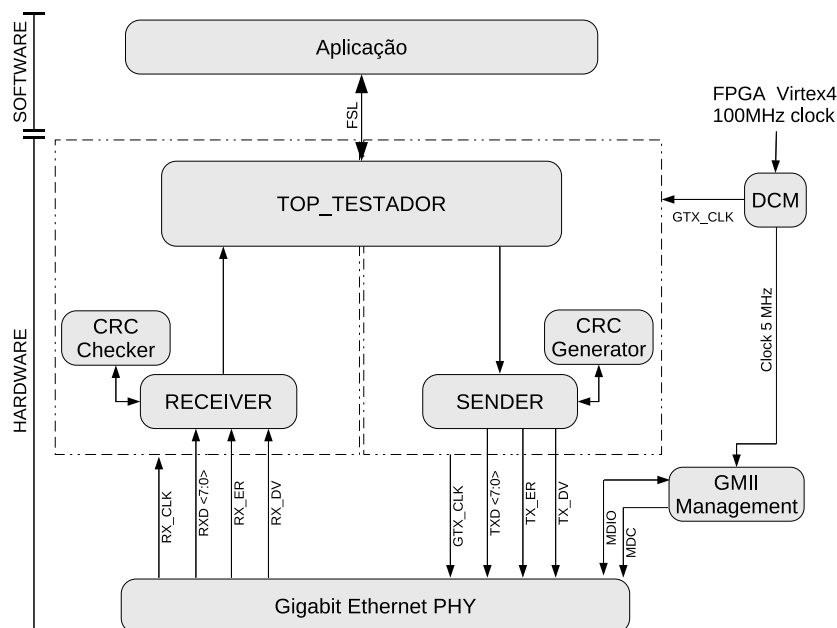 SOFTWARE
Aplicação
FSL
FPGA Virtex4
100MHz clock
TOP_TESTADOR
DCM
GTX_CLK
HARDWARE
CRC
Checker
CRC
Generator
Clock 5 MHz
RECEIVER
SENDER
GMII
Management
RX_CLK
RXD <7:0>
RX_ER
RX_DV
GTX_CLK
TXD <7:0>
TX_ER
TX_DV
MDIO
MDC
Gigabit Ethernet PHY